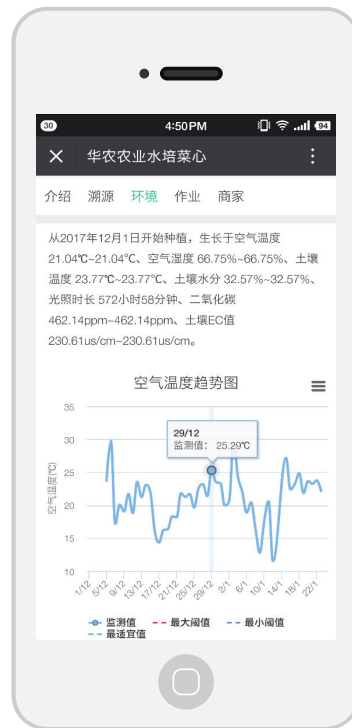 30 4:50PM 94
华农农业水培菜心
介绍 溯源 环境 作业 商家
从2017年12月1日开始种植，生长于空气温度
21.04℃~21.04℃、空气湿度 66.75%~66.75%、土壤
温度 23.77℃~23.77℃、土壤水分 32.57%~32.57%、
光照时长 572小时58分钟、二氧化碳
462.14ppm~462.14ppm、土壤EC值
230.61us/cm~230.61us/cm。
空气温度趋势图
29/12
监测值： 25.29℃
空气温度(℃)
35
30
25
20
15
10
1/12 5/12 9/12 13/12 17/12 21/12 25/12 29/12 2/1 6/1 10/1 14/1 18/1 22/1
监测值 最大阈值 最小阈值
最适宜值